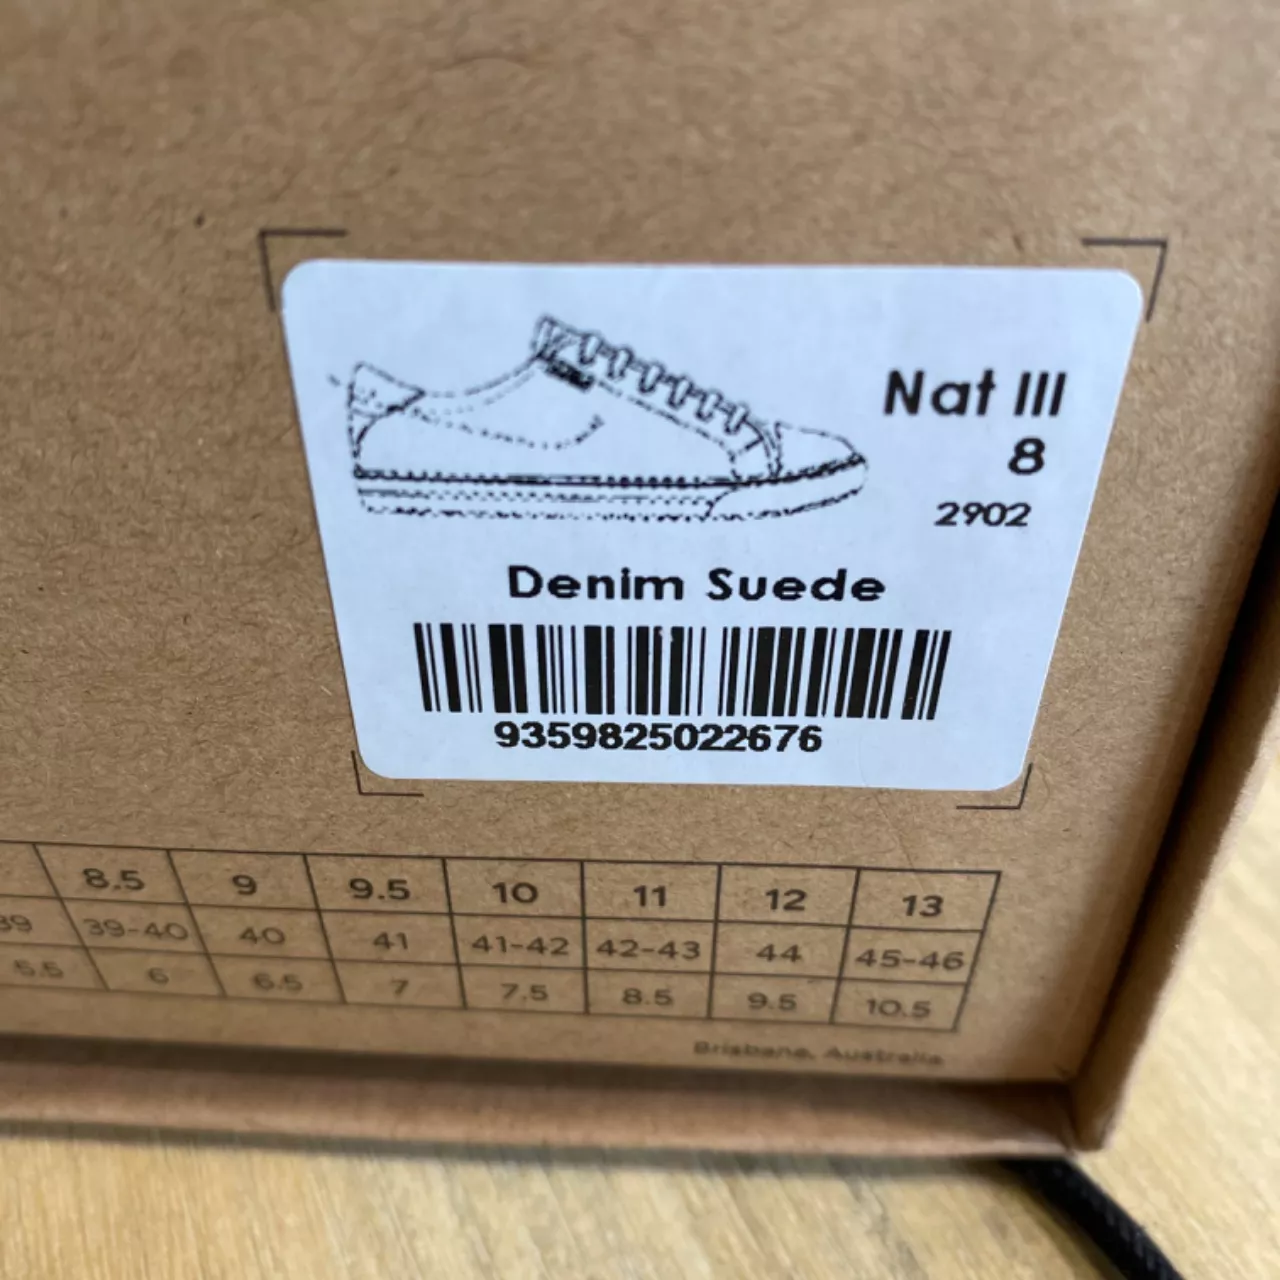 Nat III
8
2902
Denim Suede
9359825022676
8.5 9 9.5 10 11 12 13
39 39-40 40 41 41-42 42-43 44 45-46
5.5 6 6.5 7 7.5 8.5 9.5 10.5
Brisbane, Australia